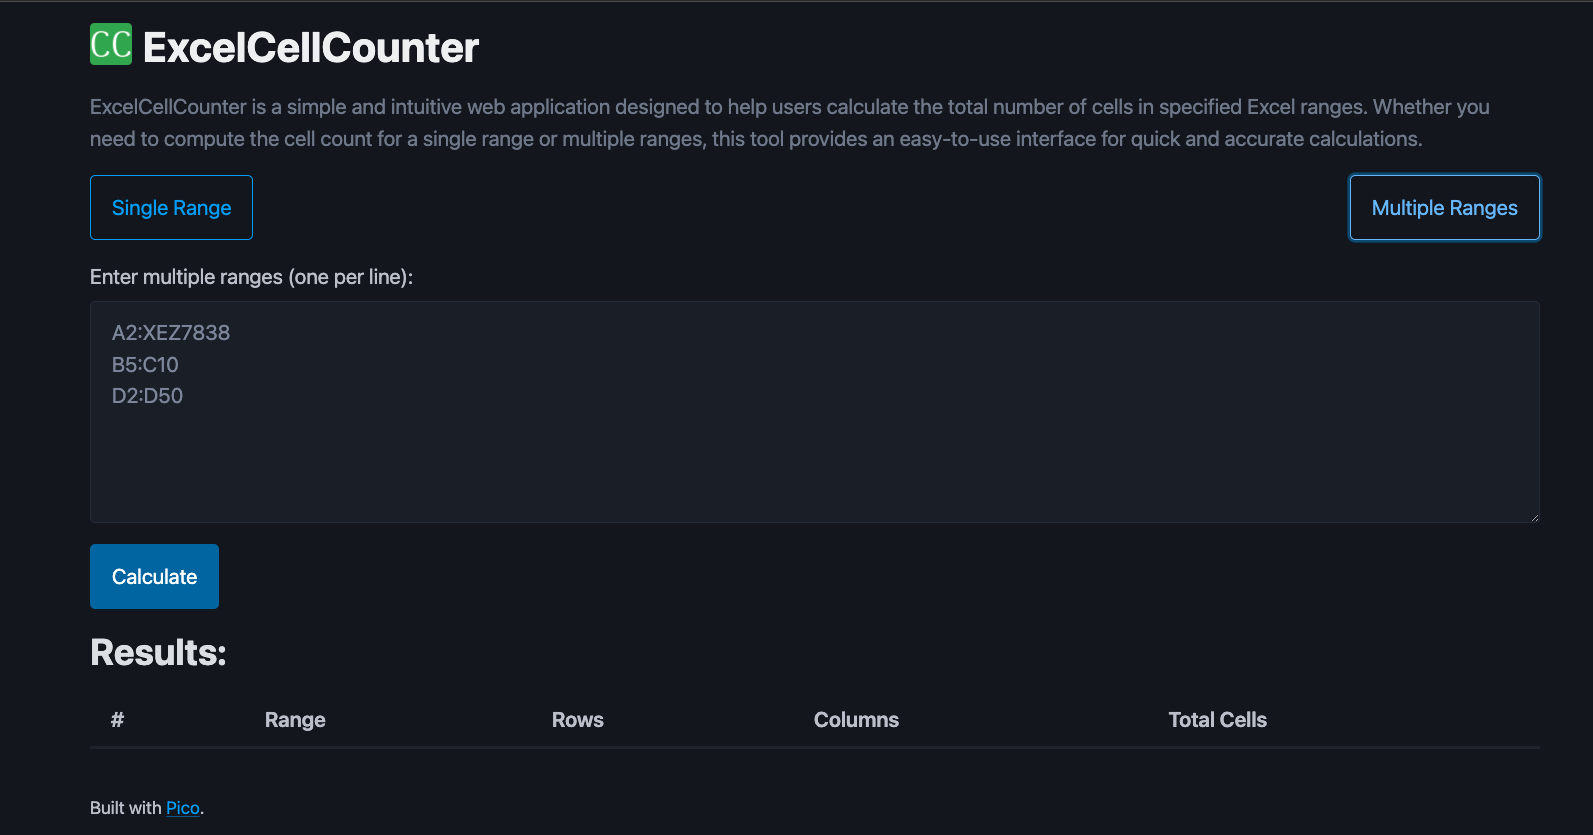 CC ExcelCellCounter
ExcelCellCounter is a simple and intuitive web application designed to help users calculate the total number of cells in specified Excel ranges. Whether you
need to compute the cell count for a single range or multiple ranges, this tool provides an easy-to-use interface for quick and accurate calculations.
Single Range Multiple Ranges
Enter multiple ranges (one per line):
A2:XEZ7838
B5:C10
D2:D50
Calculate
Results:
# Range Rows Columns Total Cells
Built with Pico.